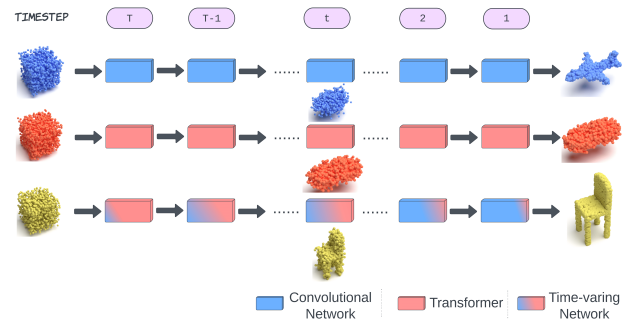 TIMESTEP
T
T-1
t
2
1
......
......
......
......
......
......
Convolutional
Network
Transformer
Time-varing
Network